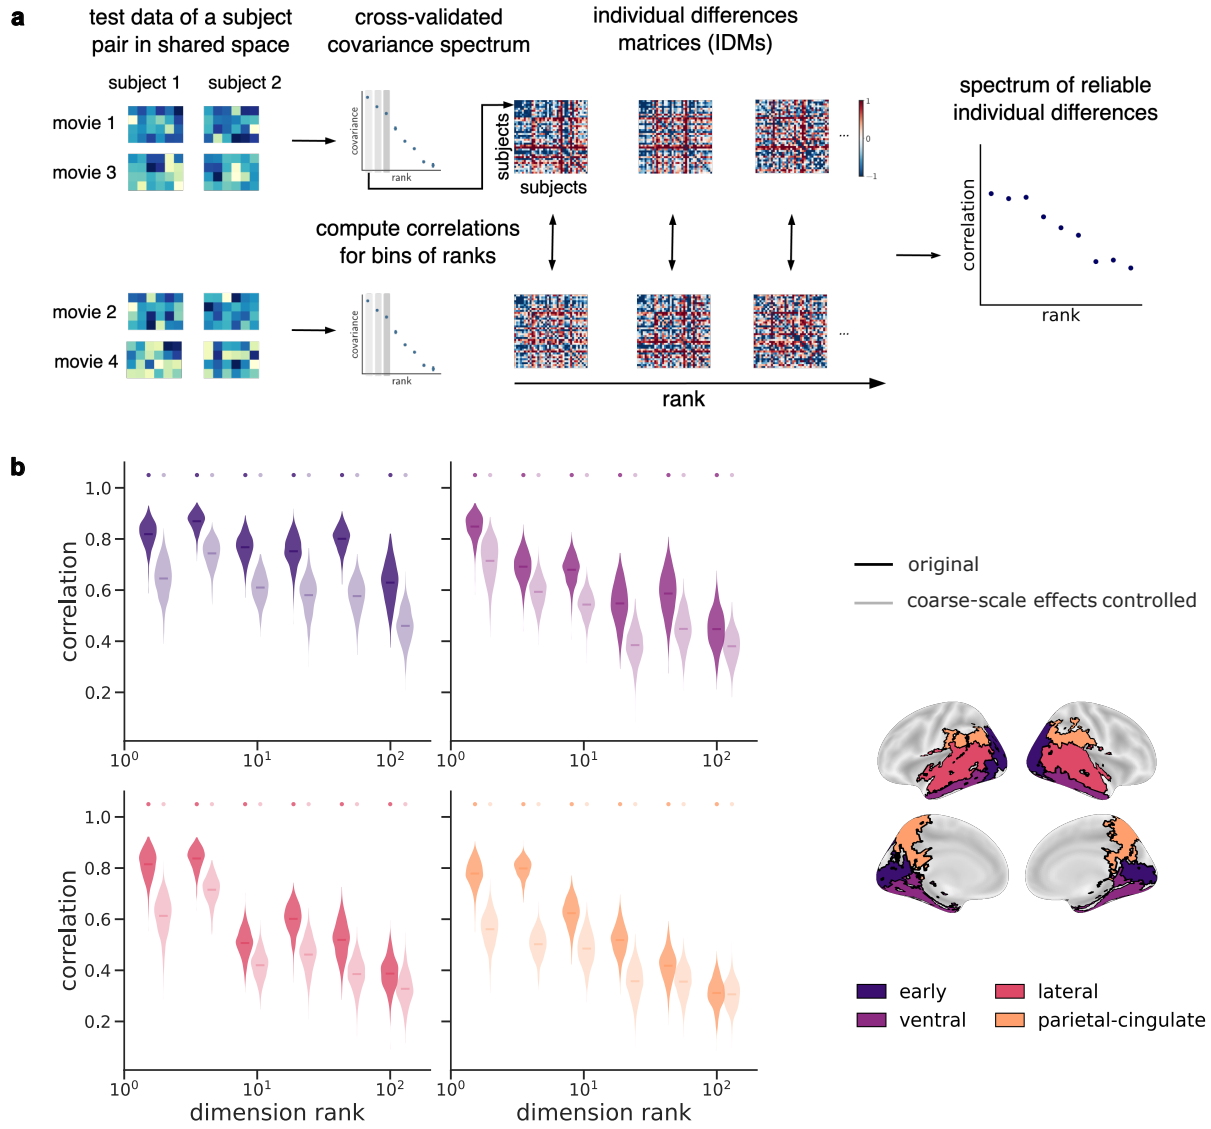 a
test data of a subject
pair in shared space
cross-validated
covariance spectrum
individual differences
matrices (IDMs)
subject 1
subject 2
movie 1
movie 3
covariance
rank
subjects
subjects
1
0
−1
...
spectrum of reliable
individual differences
correlation
rank
compute correlations
for bins of ranks
movie 2
movie 4
covariance
rank
...
rank
b
correlation
1.0
0.8
0.6
0.4
0.2
10⁰
10¹
10²
10⁰
10¹
10²
original
coarse-scale effects controlled
correlation
1.0
0.8
0.6
0.4
0.2
10⁰
10¹
10²
dimension rank
10⁰
10¹
10²
dimension rank
early
lateral
ventral
parietal-cingulate